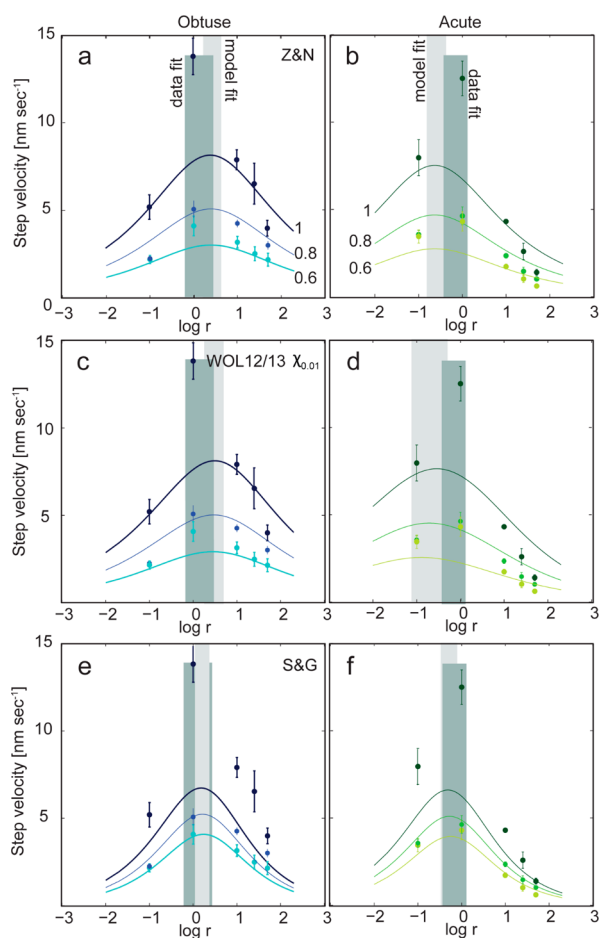 Obtuse
Acute
a
Z&N
data fit
model fit
b
model fit
data fit
Step velocity [nm sec⁻¹]
15
10
5
0
1
0.8
0.6
1
0.8
0.6
−3 −2 −1 0 1 2 3
−2 −1 0 1 2 3
log r
log r
c
WOL12/13 χ0.01
d
Step velocity [nm sec⁻¹]
15
10
5
−3 −2 −1 0 1 2 3
−2 −1 0 1 2 3
log r
log r
e
S&G
f
Step velocity [nm sec⁻¹]
15
10
5
−3 −2 −1 0 1 2 3
−2 −1 0 1 2 3
log r
log r